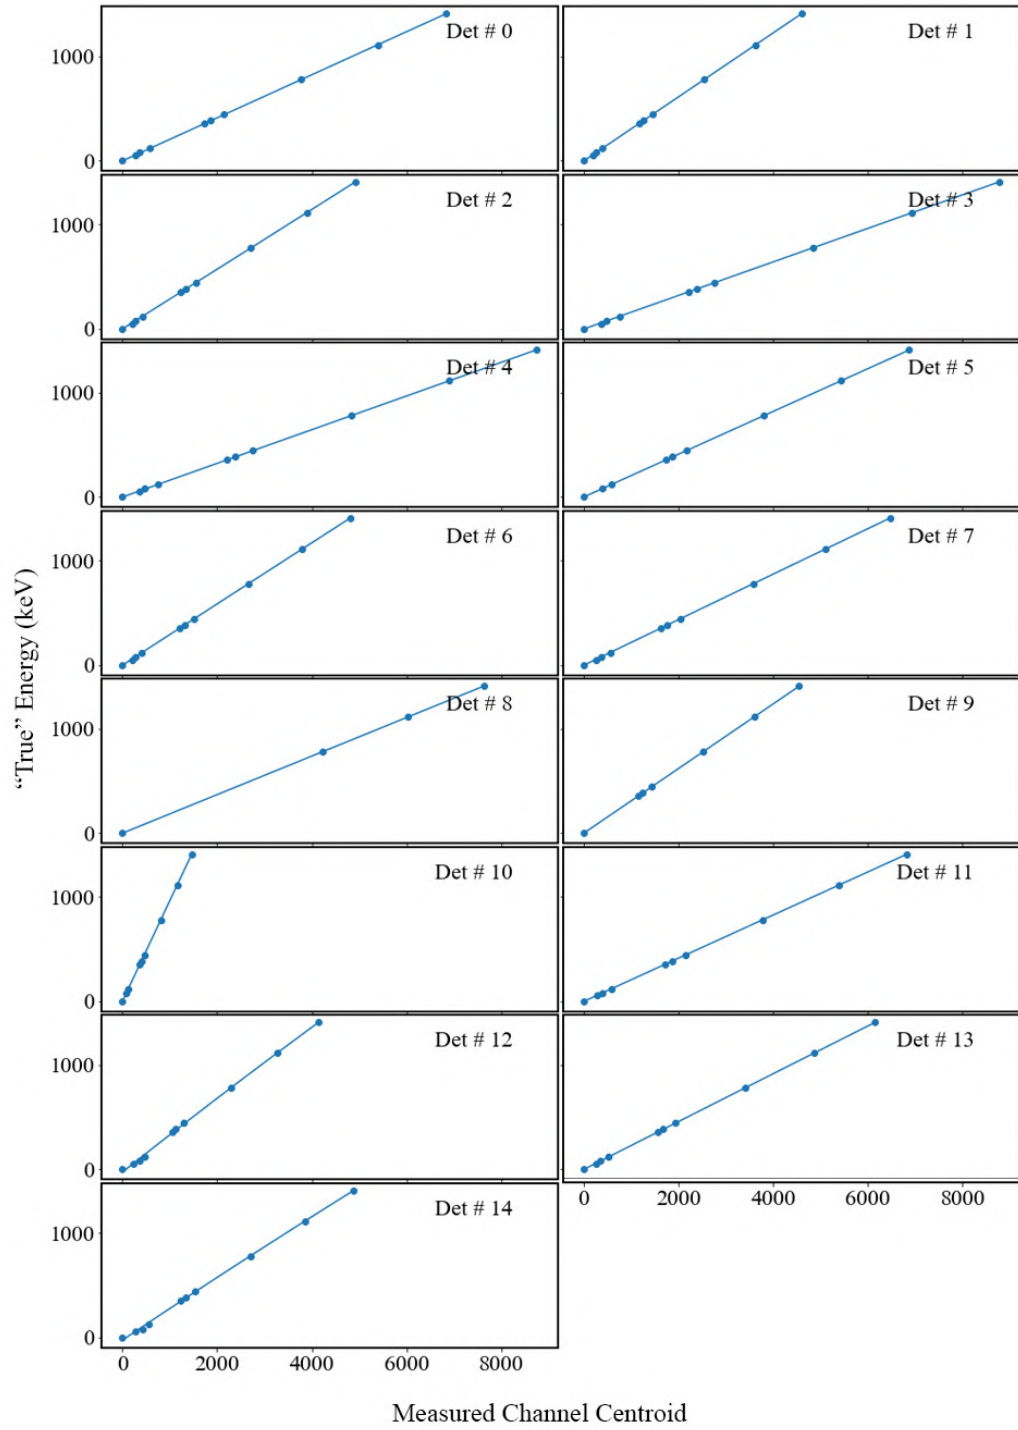 Det # 0
Det # 1
1000
0
Det # 2
Det # 3
1000
0
Det # 4
Det # 5
1000
0
Det # 6
Det # 7
1000
0
Det # 8
Det # 9
1000
0
Det # 10
Det # 11
1000
0
Det # 12
Det # 13
1000
0
0 2000 4000 6000 8000
Det # 14
1000
0
0 2000 4000 6000 8000
“True” Energy (keV)
Measured Channel Centroid